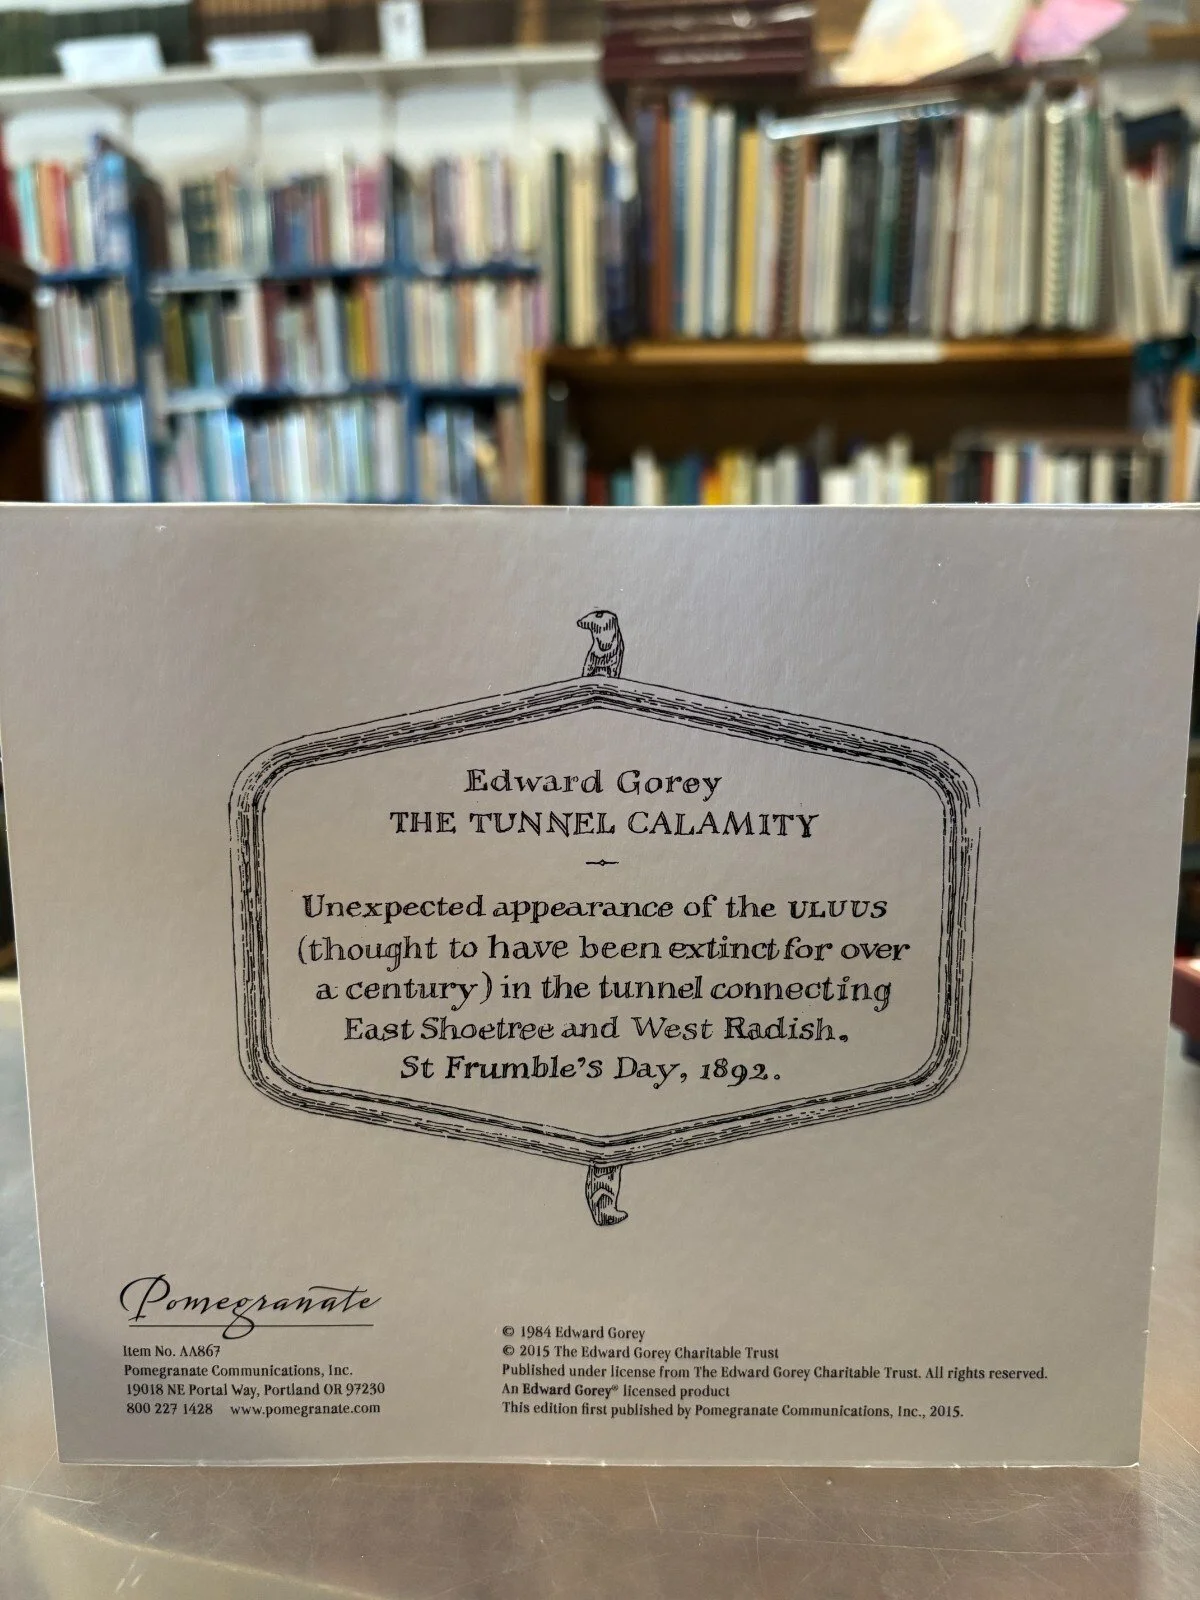 Edward Gorey
THE TUNNEL CALAMITY
Unexpected appearance of the ULUUS
(thought to have been extinct for over
a century) in the tunnel connecting
East Shoetree and West Radish.
St Frumble's Day, 1892.
Pomegranate
Item No. AA867
Pomegranate Communications, Inc.
19018 NE Portal Way, Portland OR 97230
800 227 1428 www.pomegranate.com
© 1984 Edward Gorey
© 2015 The Edward Gorey Charitable Trust
Published under license from The Edward Gorey Charitable Trust. All rights reserved.
An Edward Gorey® licensed product
This edition first published by Pomegranate Communications, Inc., 2015.